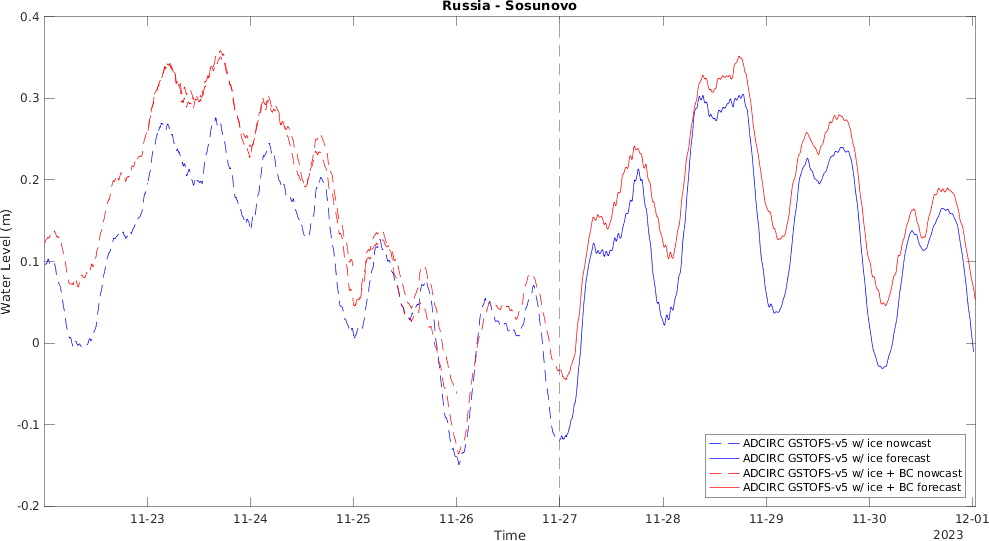 Russia - Sosunovo
0.4
0.3
0.2
0.1
0
-0.1
-0.2
Water Level (m)
11-23 11-24 11-25 11-26 11-27 11-28 11-29 11-30 12-01
Time
2023
ADCIRC GSTOFS-v5 w/ ice nowcast
ADCIRC GSTOFS-v5 w/ ice forecast
ADCIRC GSTOFS-v5 w/ ice + BC nowcast
ADCIRC GSTOFS-v5 w/ ice + BC forecast